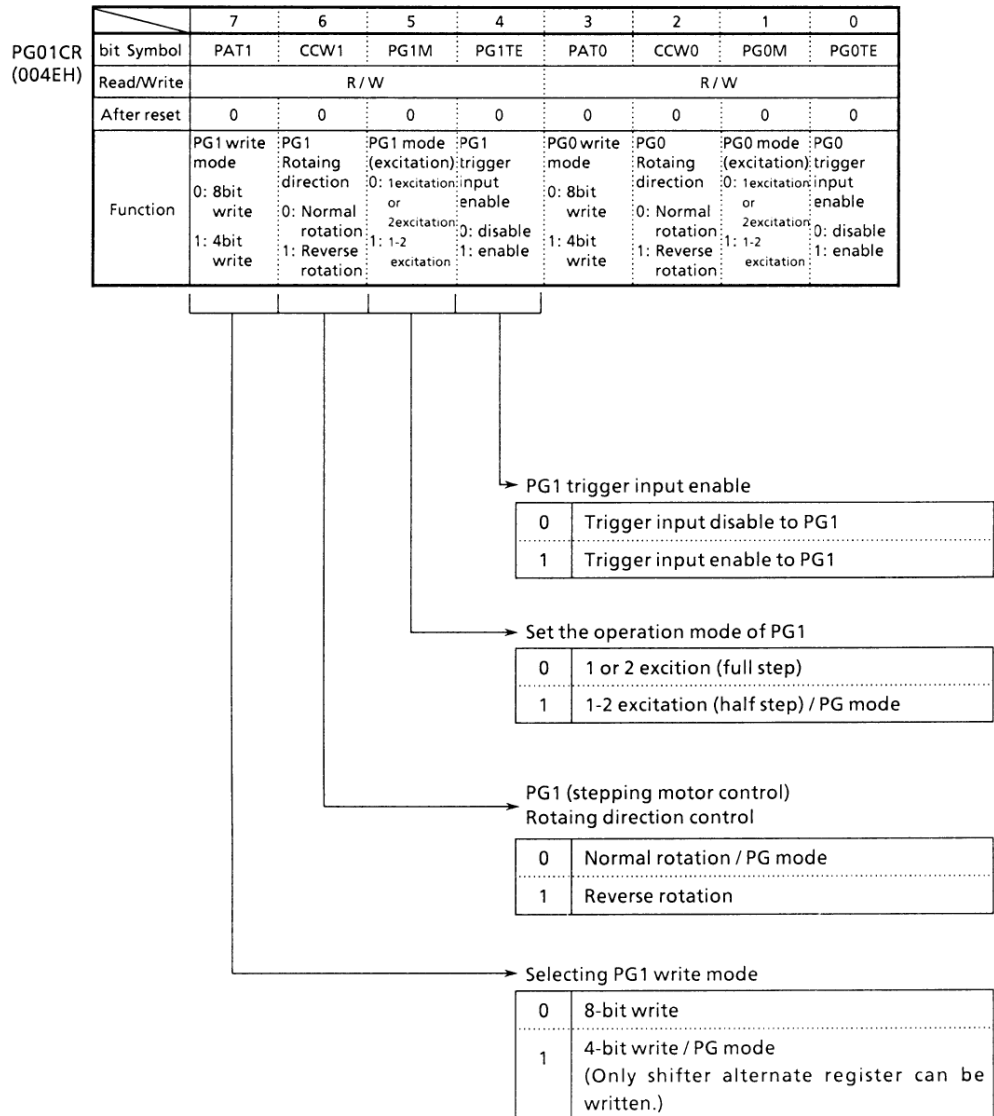 7 6 5 4 3 2 1 0
PG01CR
(004EH)
bit Symbol PAT1 CCW1 PG1M PG1TE PAT0 CCW0 PG0M PG0TE
Read/Write R/W R/W
After reset 0 0 0 0 0 0 0 0
Function
PG1 write
mode
0: 8bit
write
1: 4bit
write
PG1
Rotaing
direction
0: Normal
rotation
1: Reverse
rotation
PG1 mode
(excitation)
0: 1excitation
or
2excitation
1: 1-2
excitation
PG1
trigger
input
enable
0: disable
1: enable
PG0 write
mode
0: 8bit
write
1: 4bit
write
PG0
Rotaing
direction
0: Normal
rotation
1: Reverse
rotation
PG0 mode
(excitation)
0: 1excitation
or
2excitation
1: 1-2
excitation
PG0
trigger
input
enable
0: disable
1: enable
PG1 trigger input enable
0 Trigger input disable to PG1
1 Trigger input enable to PG1
Set the operation mode of PG1
0 1 or 2 excition (full step)
1 1-2 excitation (half step) / PG mode
PG1 (stepping motor control)
Rotaing direction control
0 Normal rotation / PG mode
1 Reverse rotation
Selecting PG1 write mode
0 8-bit write
1 4-bit write / PG mode
(Only shifter alternate register can be
written.)